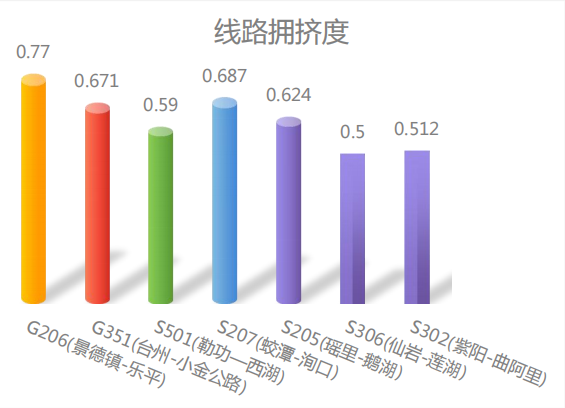 线路拥挤度
0.77
0.671
0.59
0.687
0.624
0.5
0.512
G206(景德镇-乐平)
G351(台州-小金公路)
S501(勒功—西湖)
S207(蛟潭-洵口)
S205(瑶里-鹅湖)
S306(仙岩-莲湖)
S302(紫阳-曲阿里)